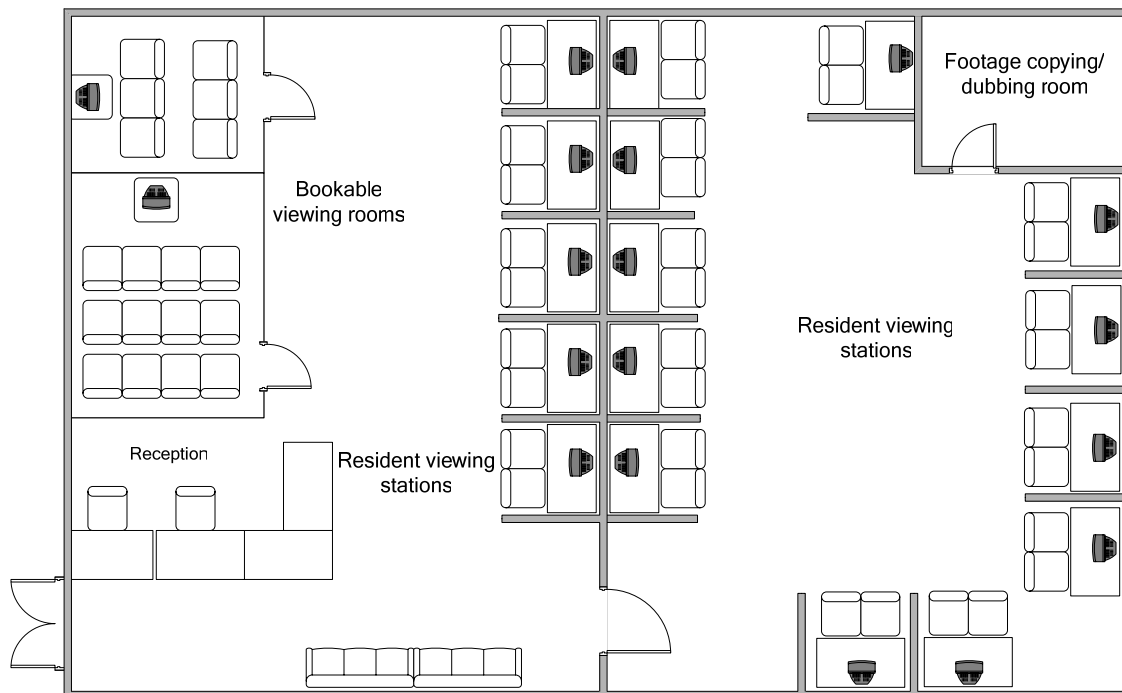 Footage copying/
dubbing room
Bookable
viewing rooms
Resident viewing
stations
Reception
Resident viewing
stations